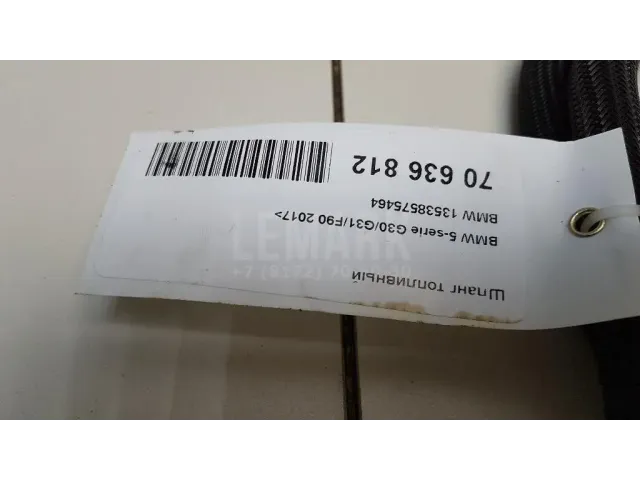 Шланг топливный
BMW 5-serie G30/G31/F90 2017>
BMW 13538575464
70 636 812
LEMARK